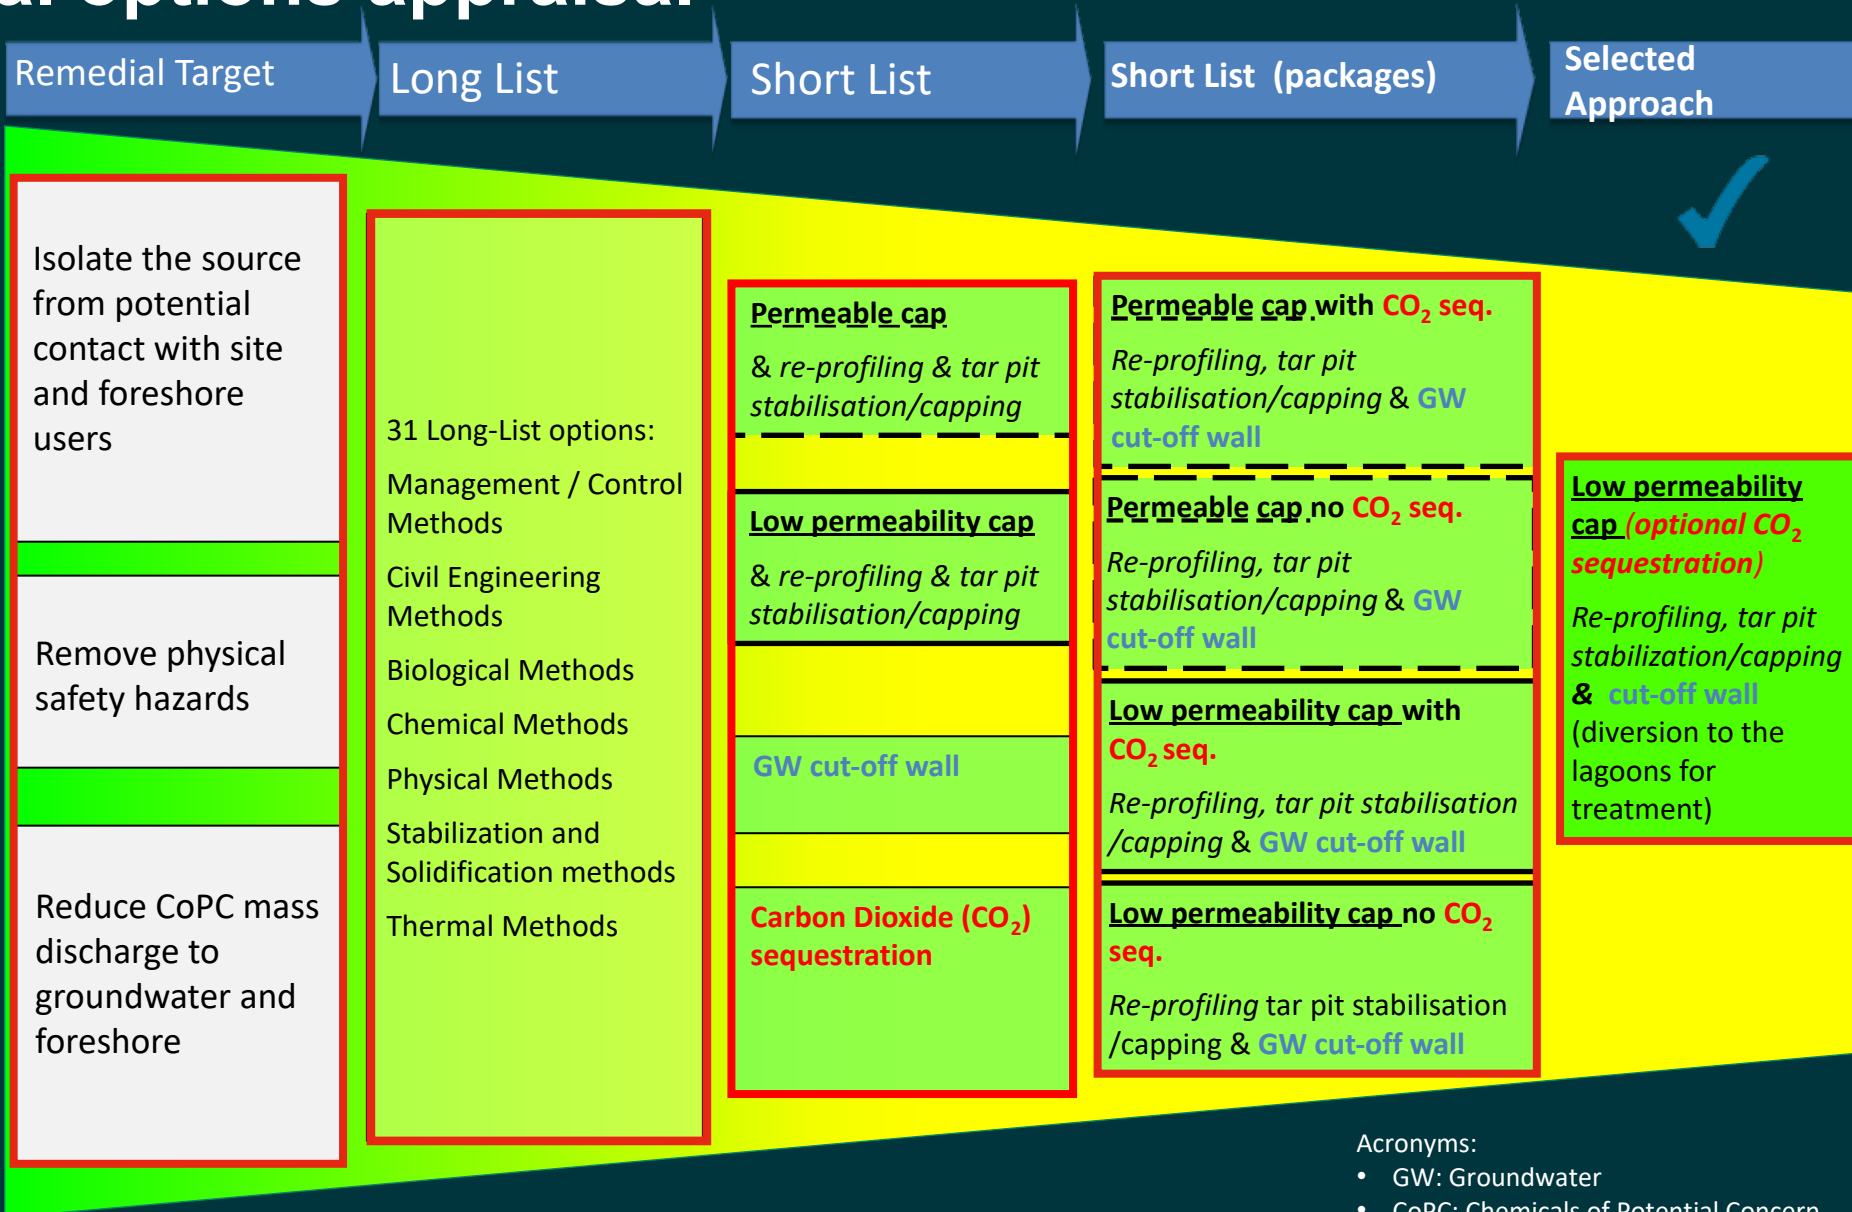 options appraisal
Remedial Target
Long List
Short List
Short List (packages)
Selected
Approach
Isolate the source
from potential
contact with site
and foreshore
users
Remove physical
safety hazards
Reduce CoPC mass
discharge to
groundwater and
foreshore
31 Long-List options:
Management / Control
Methods
Civil Engineering
Methods
Biological Methods
Chemical Methods
Physical Methods
Stabilization and
Solidification methods
Thermal Methods
Permeable cap
& re-profiling & tar pit
stabilisation/capping
Low permeability cap
& re-profiling & tar pit
stabilisation/capping
GW cut-off wall
Carbon Dioxide (CO₂)
sequestration
Permeable cap with CO₂ seq.
Re-profiling, tar pit
stabilisation/capping & GW
cut-off wall
Permeable cap no CO₂ seq.
Re-profiling, tar pit
stabilisation/capping & GW
cut-off wall
Low permeability cap with
CO₂ seq.
Re-profiling, tar pit stabilisation
/capping & GW cut-off wall
Low permeability cap no CO₂
seq.
Re-profiling tar pit stabilisation
/capping & GW cut-off wall
Low permeability
cap (optional CO₂
sequestration)
Re-profiling, tar pit
stabilization/capping
& cut-off wall
(diversion to the
lagoons for
treatment)
Acronyms:
• GW: Groundwater
• CoPC: Chemicals of Potential Concern